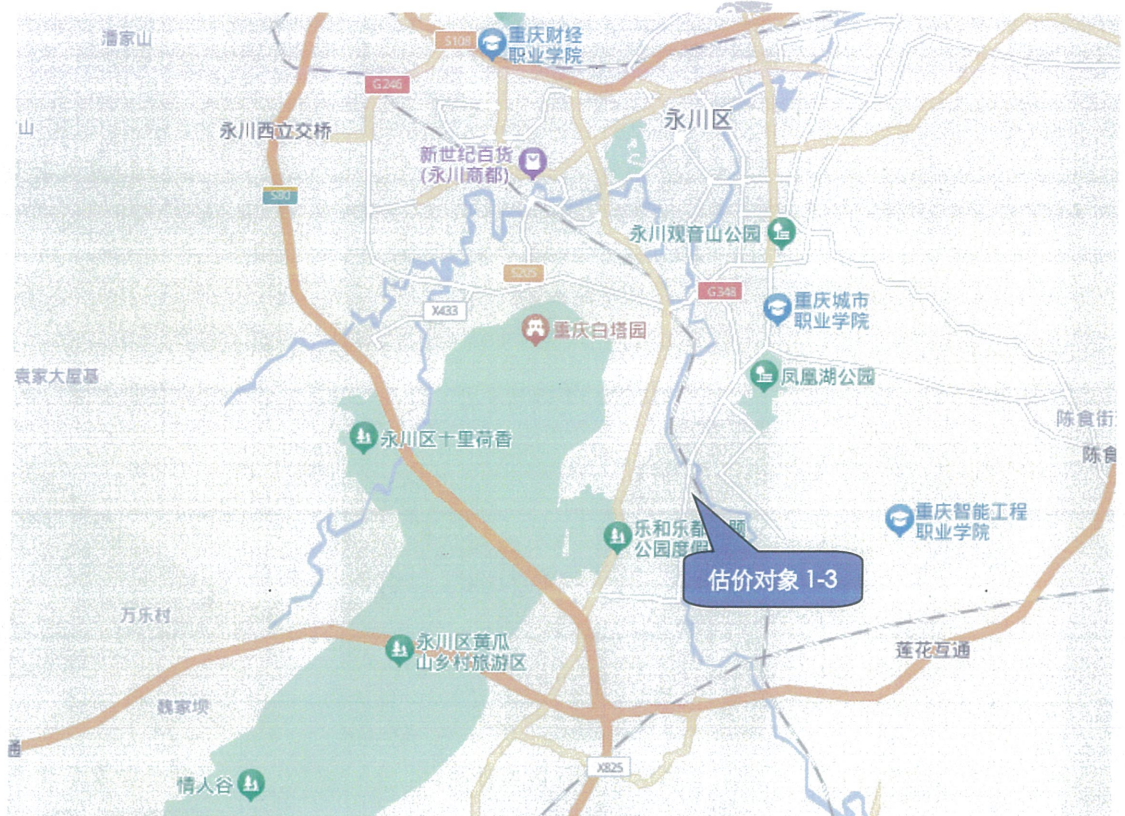 潘家山
S108
重庆财经
职业学院
G246
山
永川西立交桥
永川区
新世纪百货
(永川商都)
S80
永川观音山公园
S205
G348
X433
重庆城市
职业学院
重庆白塔园
袁家大屋基
凤凰湖公园
陈食街
永川区十里荷香
陈食
重庆智能工程
职业学院
乐和乐都
题
公园度假
估价对象 1-3
万乐村
永川区黄瓜
山乡村旅游区
莲花互通
魏家坝
通
X825
情人谷